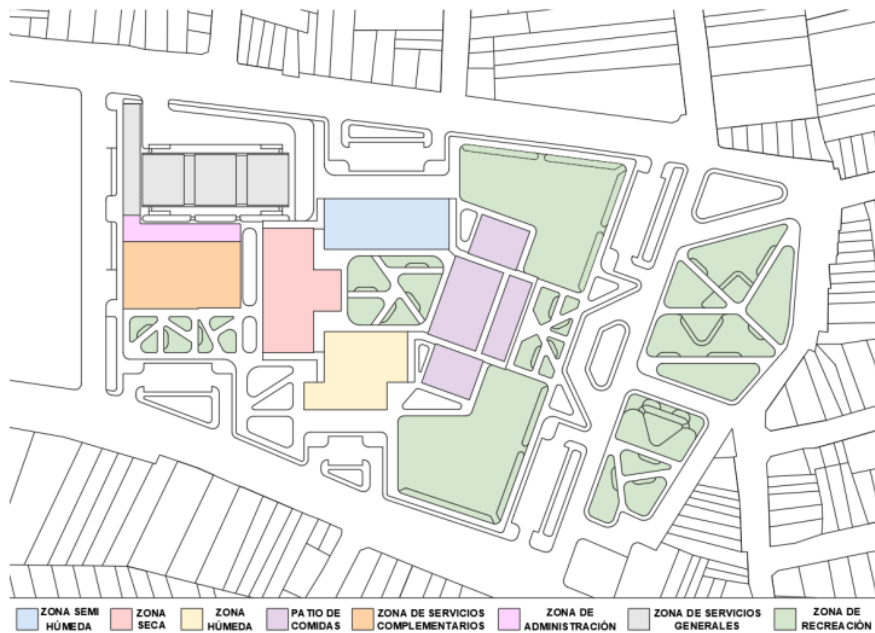 ZONA SEMI
HÚMEDA
ZONA
SECA
ZONA
HÚMEDA
PATIO DE
COMIDAS
ZONA DE SERVICIOS
COMPLEMENTARIOS
ZONA DE
ADMINISTRACIÓN
ZONA DE SERVICIOS
GENERALES
ZONA DE
RECREACIÓN